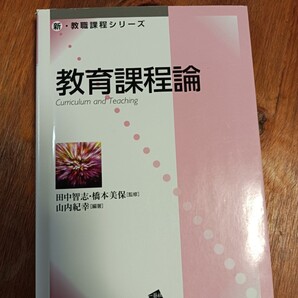 新・教職課程シリーズ
教育課程論
Curriculum and Teaching
田中智志・橋本美保[監修]
山内紀幸[編著]